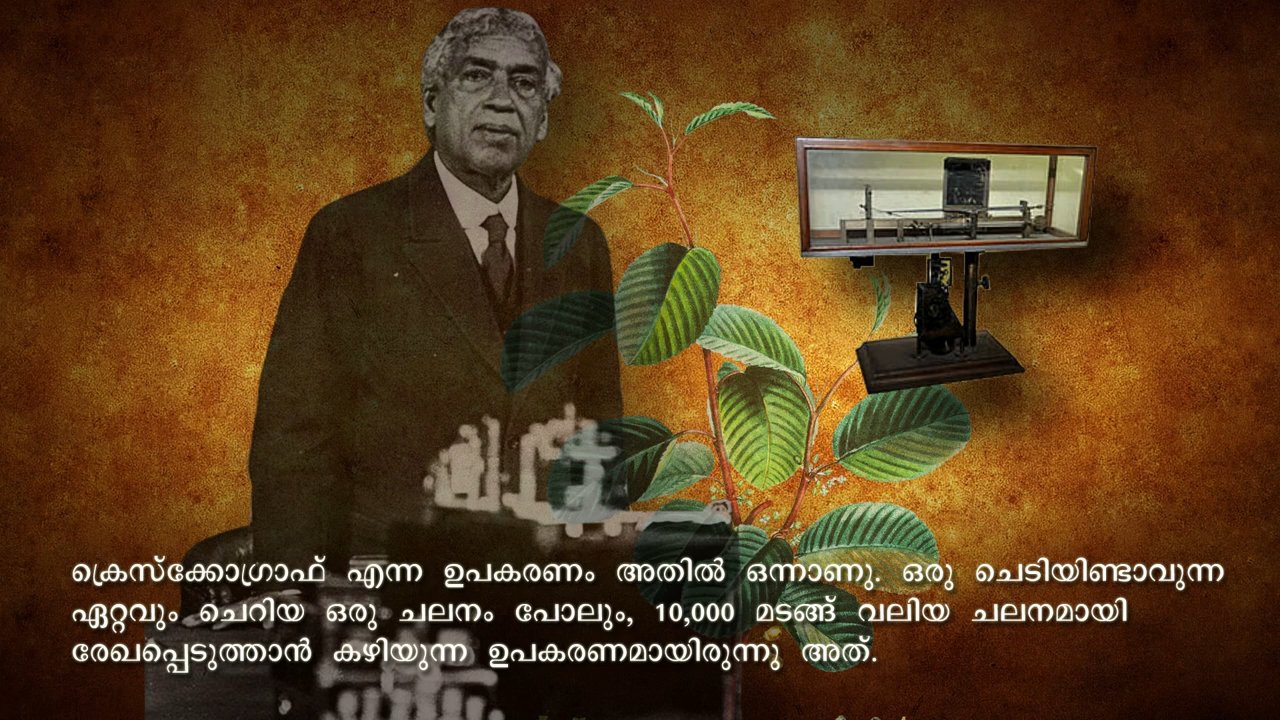 ക്രെസ്ക്കോഗ്രാഫ് എന്ന ഉപകരണം അതിൽ ഒന്നാണു. ഒരു ചെടിയിണ്ടാവുന്ന
ഏറ്റവും ചെറിയ ഒരു ചലനം പോലും, 10,000 മടങ്ങ് വലിയ ചലനമായി
രേഖപ്പെടുത്താൻ കഴിയുന്ന ഉപകരണമായിരുന്നു അത്.